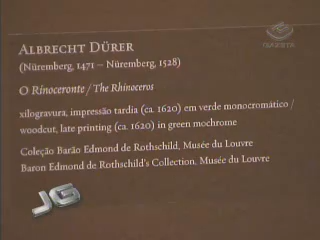 ALBRECHT DÜRER
(Nüremberg, 1471 – Nüremberg, 1528)
O Rinoceronte / The Rhinoceros
xilogravura, impressão tardia (ca. 1620) em verde monocromático /
woodcut, late printing (ca. 1620) in green mochrome
Coleção Barão Edmond de Rothschild, Musée du Louvre
Baron Edmond de Rothschild's Collection, Musée du Louvre
JG